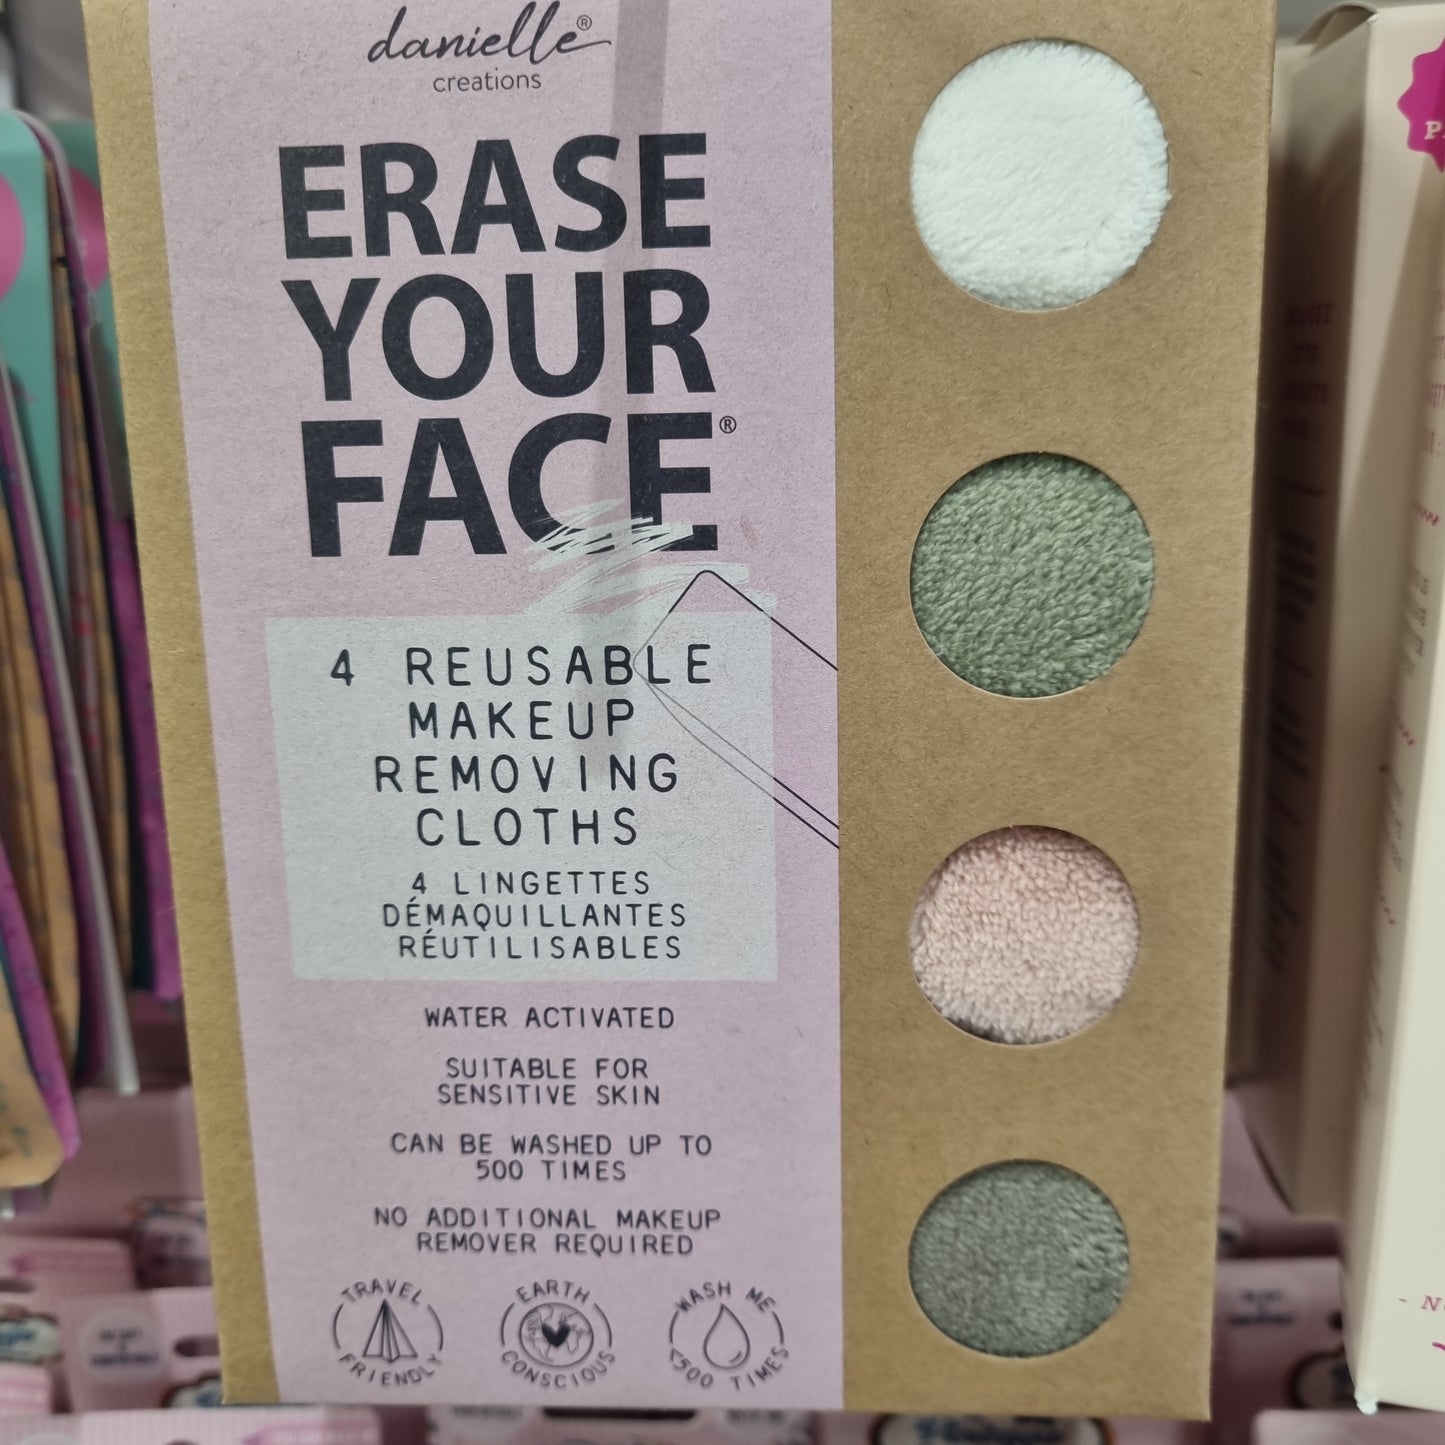 danielle®
creations
ERASE
YOUR
FACE®
4 REUSABLE
MAKEUP
REMOVING
CLOTHS
4 LINGETTES
DÉMAQUILLANTES
RÉUTILISABLES
WATER ACTIVATED
SUITABLE FOR
SENSITIVE SKIN
CAN BE WASHED UP TO
500 TIMES
NO ADDITIONAL MAKEUP
REMOVER REQUIRED
TRAVEL
FRIENDLY
EARTH
CONSCIOUS
WASH ME
<500 TIMES